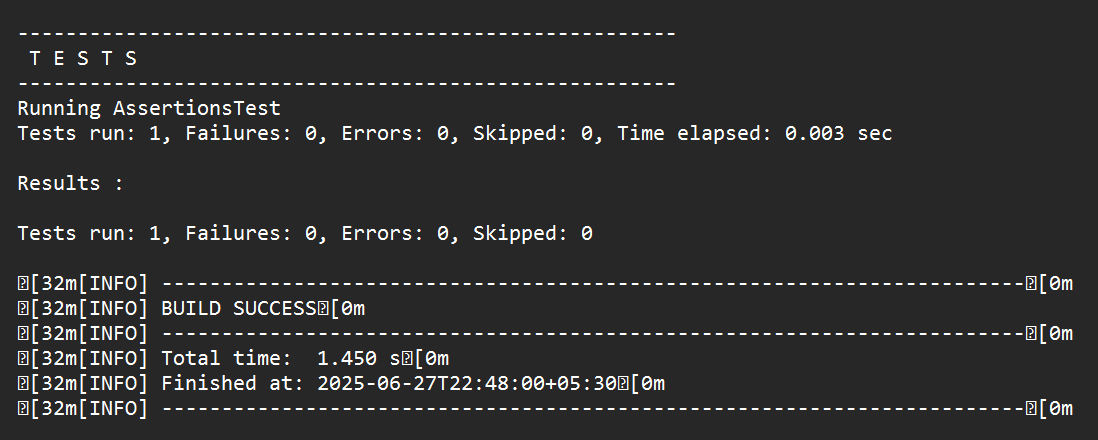 -------------------------------------------------------
 T E S T S
-------------------------------------------------------
Running AssertionsTest
Tests run: 1, Failures: 0, Errors: 0, Skipped: 0, Time elapsed: 0.003 sec
Results :
Tests run: 1, Failures: 0, Errors: 0, Skipped: 0
[32m[INFO] ------------------------------------------------------------------------[0m
[32m[INFO] BUILD SUCCESS[0m
[32m[INFO] ------------------------------------------------------------------------[0m
[32m[INFO] Total time:  1.450 s[0m
[32m[INFO] Finished at: 2025-06-27T22:48:00+05:30[0m
[32m[INFO] ------------------------------------------------------------------------[0m